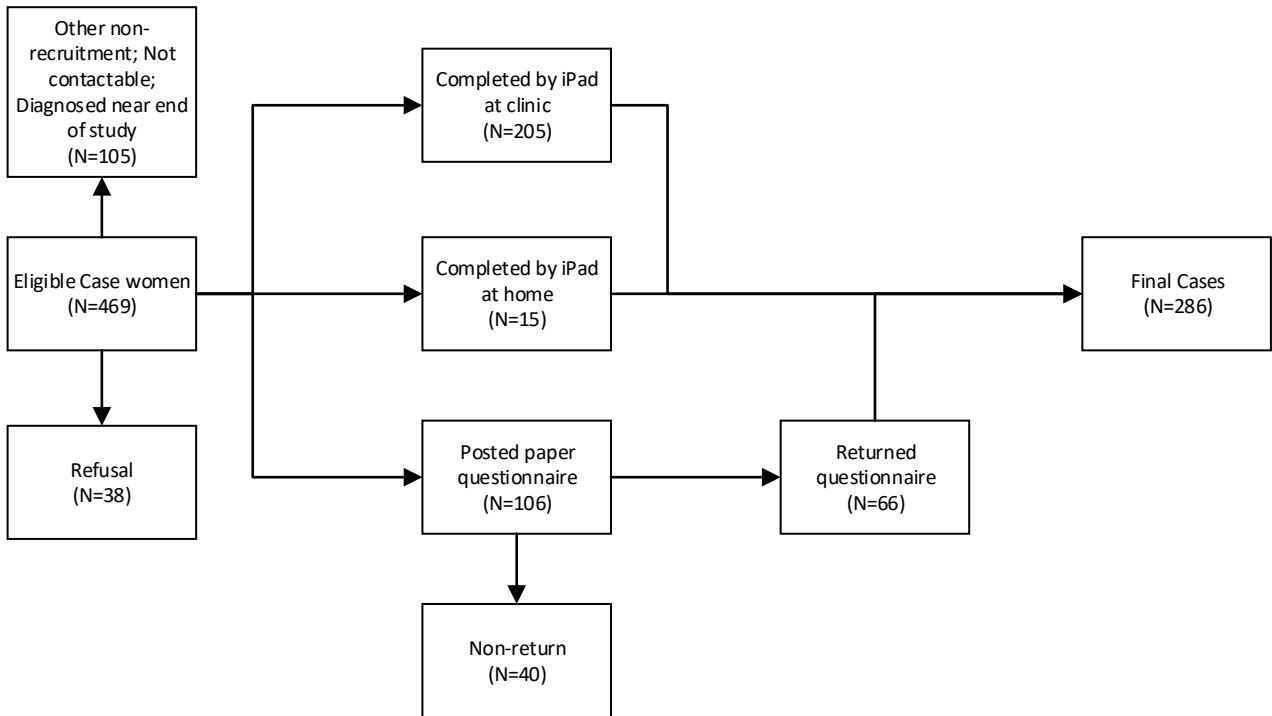 Other non-
recruitment; Not
contactable;
Diagnosed near end
of study
(N=105)
Completed by iPad
at clinic
(N=205)
Eligible Case women
(N=469)
Completed by iPad
at home
(N=15)
Final Cases
(N=286)
Refusal
(N=38)
Posted paper
questionnaire
(N=106)
Returned
questionnaire
(N=66)
Non-return
(N=40)